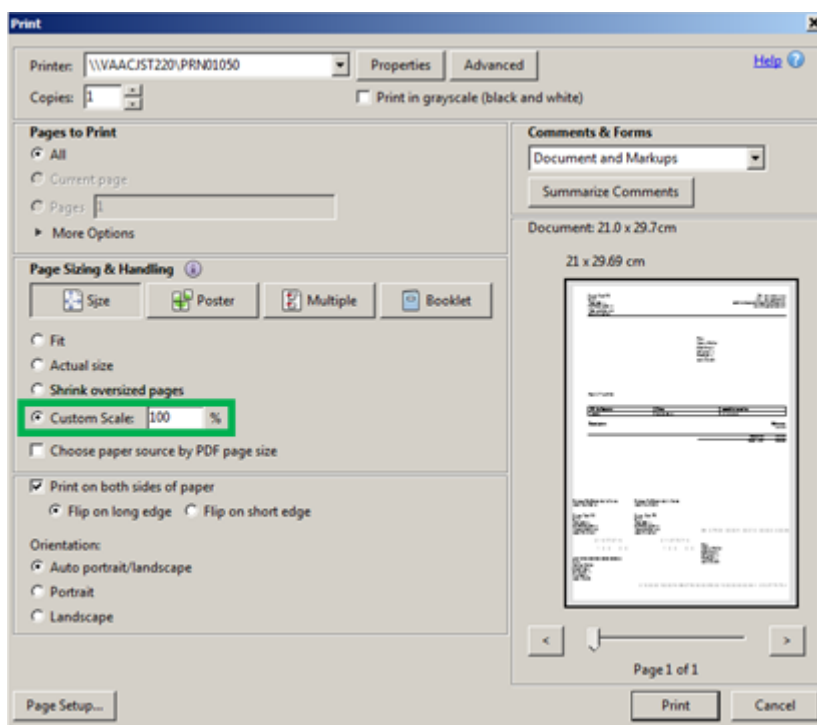 Print
Printer: \\VAACJST220\PRN01050 Properties Advanced Help
Copies: 1 Print in grayscale (black and white)
Pages to Print
All
Current page
Pages 1
More Options
Comments & Forms
Document and Markups
Summarize Comments
Page Sizing & Handling
Size Poster Multiple Booklet
Fit
Actual size
Shrink oversized pages
Custom Scale: 100 %
Choose paper source by PDF page size
Print on both sides of paper
Flip on long edge Flip on short edge
Orientation:
Auto portrait/landscape
Portrait
Landscape
Document: 21.0 x 29.7cm
21 x 29.69 cm
< >
Page 1 of 1
Page Setup... Print Cancel